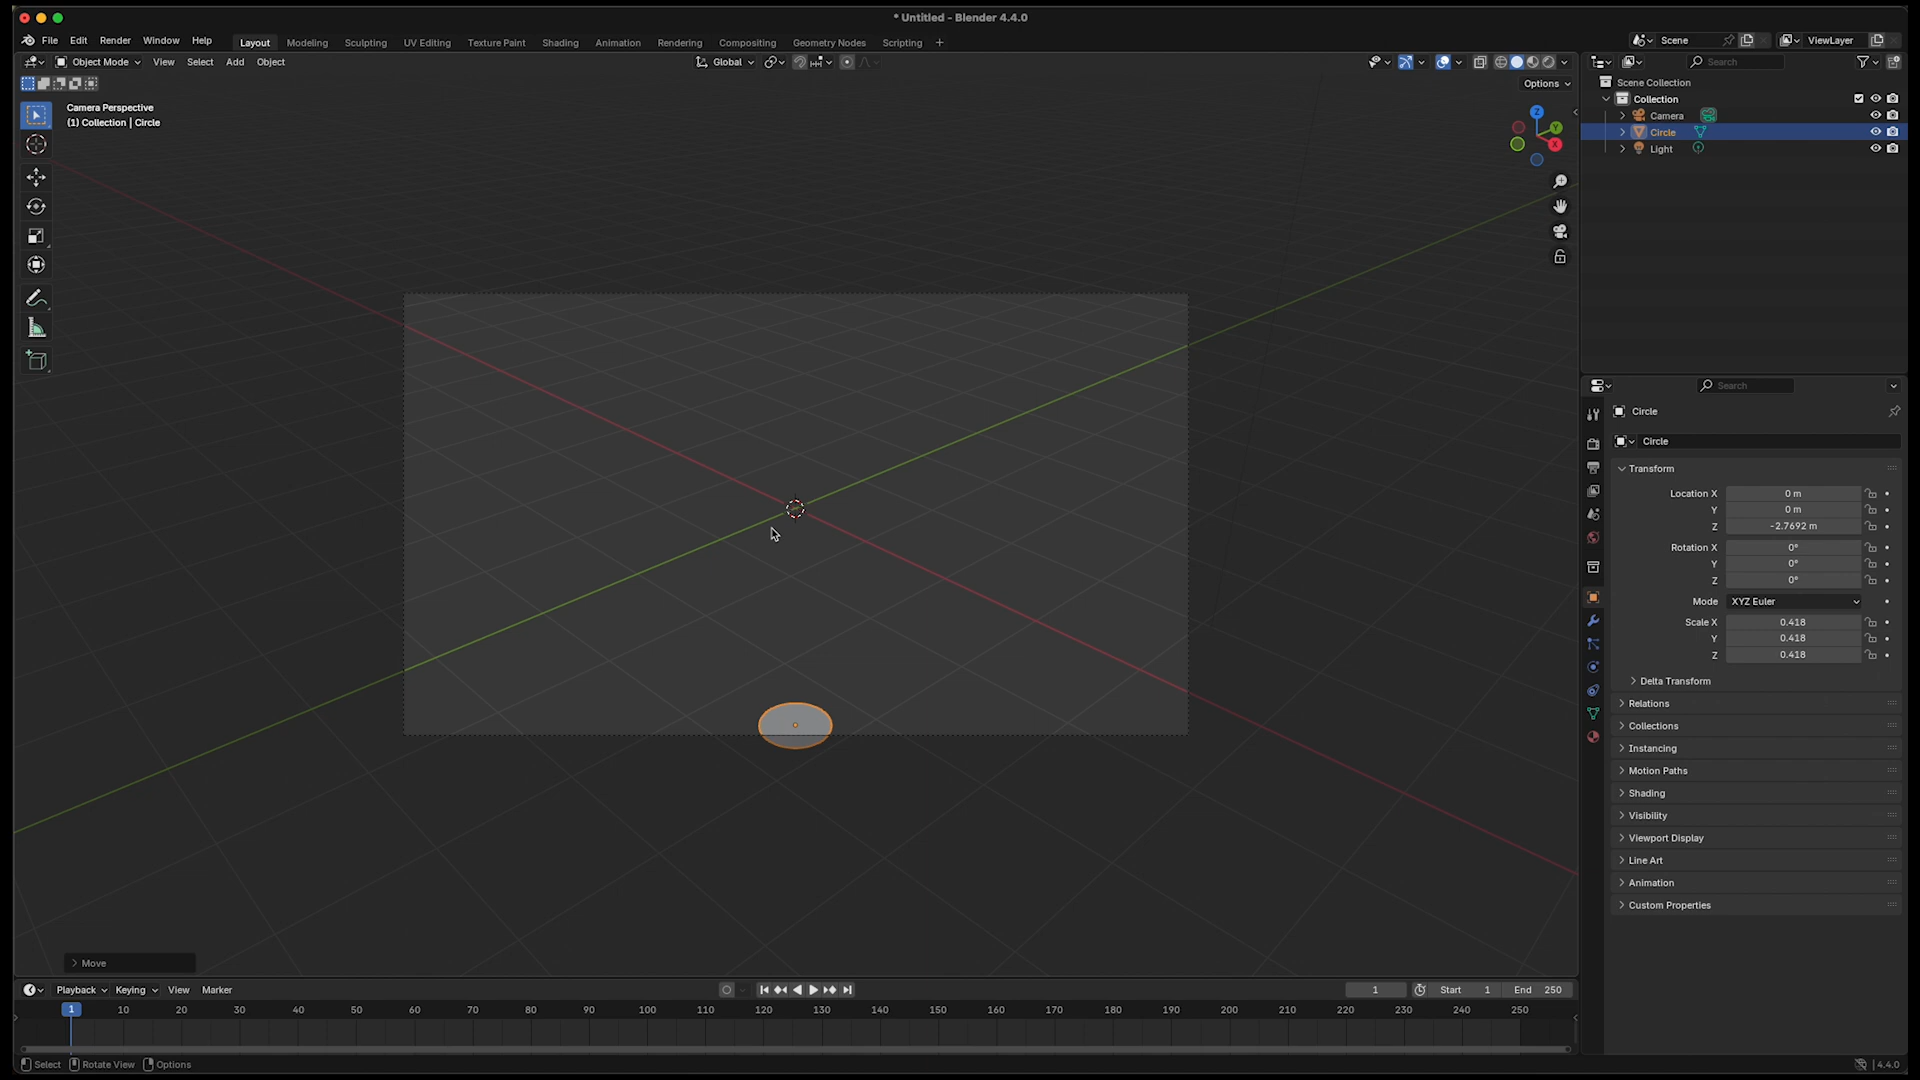 * Untitled - Blender 4.4.0
File Edit Render Window Help
Layout Modeling Sculpting UV Editing Texture Paint Shading Animation Rendering Compositing Geometry Nodes Scripting +
Scene ViewLayer
Object Mode View Select Add Object
Global
Options
Camera Perspective
(1) Collection | Circle
Z
Y
X
Search
Scene Collection
Collection
Camera
Circle
Light
Search
Circle
Circle
Transform
Location X 0 m
Y 0 m
Z -2.7692 m
Rotation X 0°
Y 0°
Z 0°
Mode XYZ Euler
Scale X 0.418
Y 0.418
Z 0.418
Delta Transform
Relations
Collections
Instancing
Motion Paths
Shading
Visibility
Viewport Display
Line Art
Animation
Custom Properties
Move
Playback Keying View Marker
1 Start 1 End 250
1 10 20 30 40 50 60 70 80 90 100 110 120 130 140 150 160 170 180 190 200 210 220 230 240 250
Select Rotate View Options
4.4.0